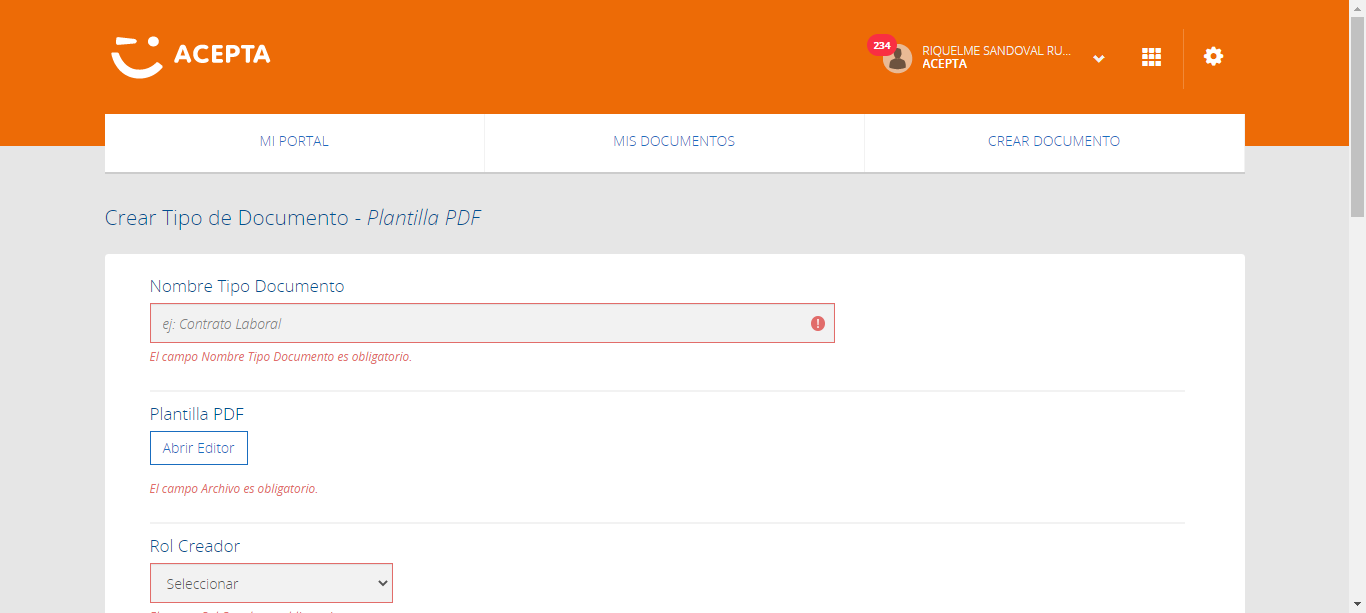 ACEPTA
234
RIQUELME SANDOVAL RU...
ACEPTA
MI PORTAL
MIS DOCUMENTOS
CREAR DOCUMENTO
Crear Tipo de Documento - Plantilla PDF
Nombre Tipo Documento
ej: Contrato Laboral
El campo Nombre Tipo Documento es obligatorio.
Plantilla PDF
Abrir Editor
El campo Archivo es obligatorio.
Rol Creador
Seleccionar